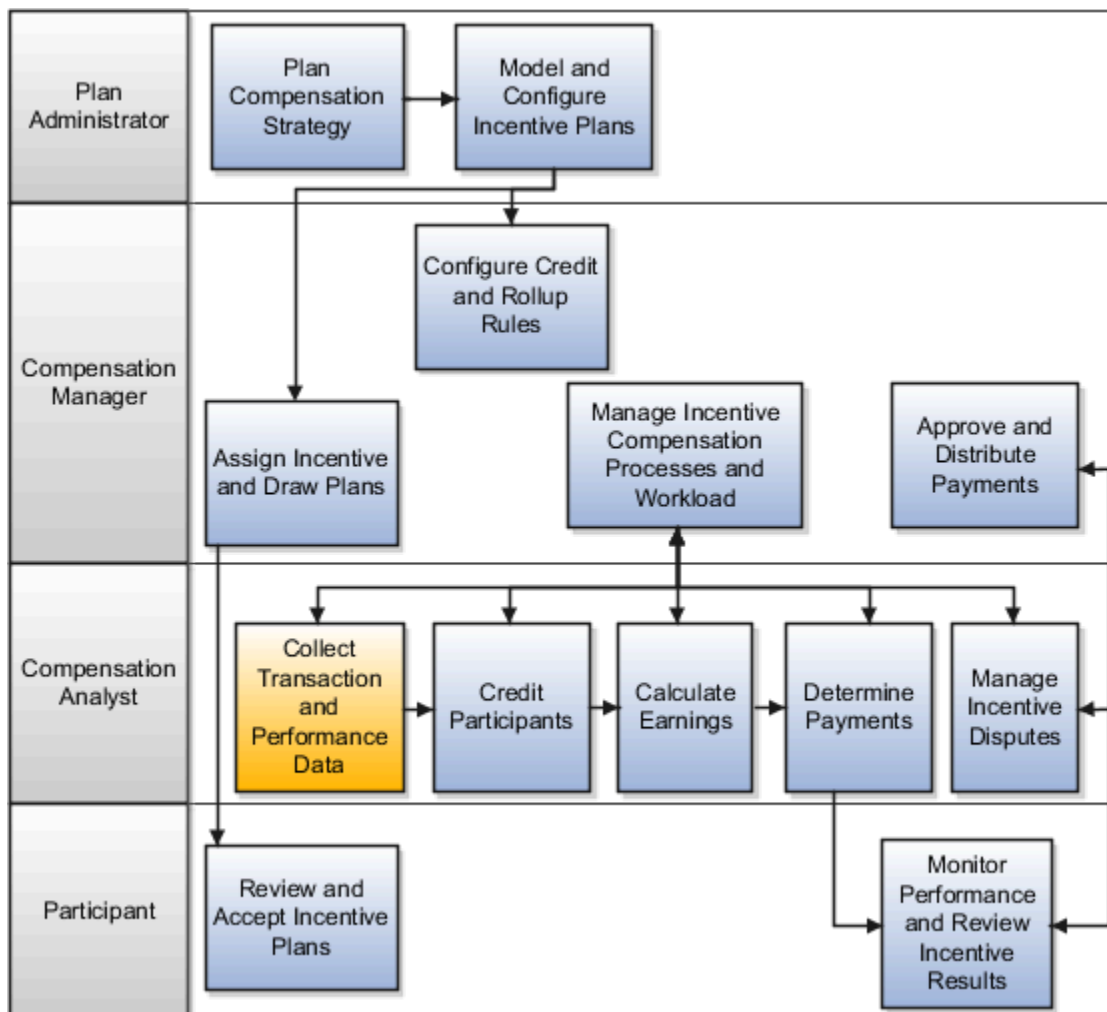 Plan
Administrator
Plan
Compensation
Strategy
Model and
Configure
Incentive Plans
Compensation
Manager
Configure Credit
and Rollup
Rules
Assign Incentive
and Draw Plans
Manage Incentive
Compensation
Processes and
Workload
Approve and
Distribute
Payments
Compensation
Analyst
Collect
Transaction
and
Performance
Data
Credit
Participants
Calculate
Earnings
Determine
Payments
Manage
Incentive
Disputes
Participant
Review and
Accept Incentive
Plans
Monitor
Performance
and Review
Incentive
Results